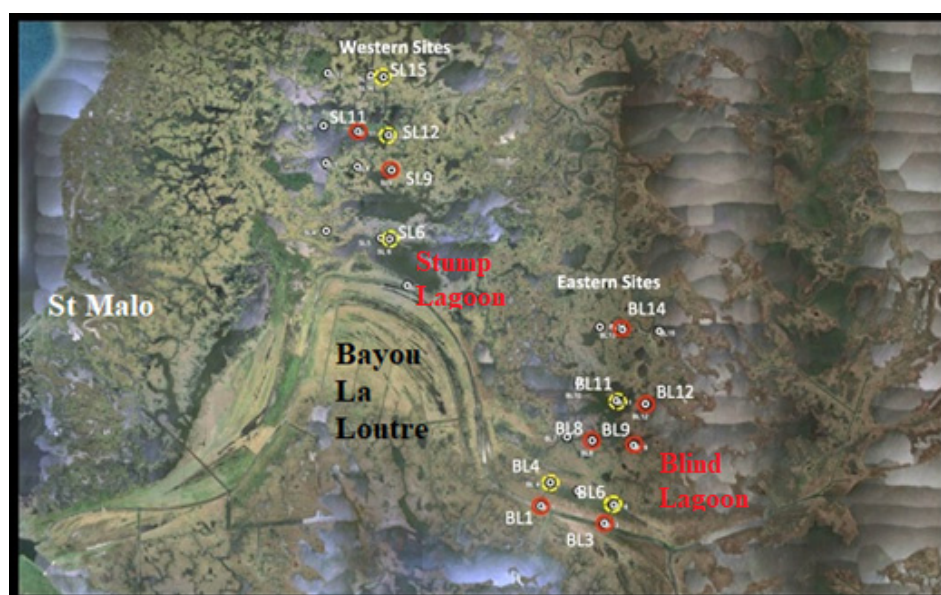 Western Sites
SL15
SL11
SL12
SL9
SL6
Stump
Lagoon
Eastern Sites
St Malo
BL14
Bayou
La
Loutre
BL11
BL12
BL8
BL9
Blind
Lagoon
BL4
BL6
BL1
BL3